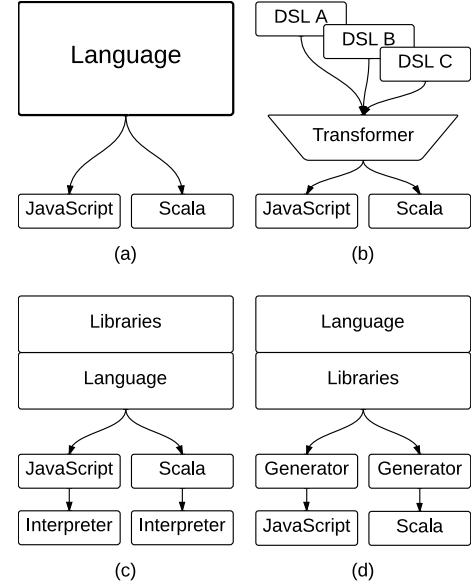 Language
JavaScript Scala
(a)
DSL A
DSL B
DSL C
Transformer
JavaScript Scala
(b)
Libraries
Language
JavaScript Scala
Interpreter Interpreter
(c)
Language
Libraries
Generator Generator
JavaScript Scala
(d)